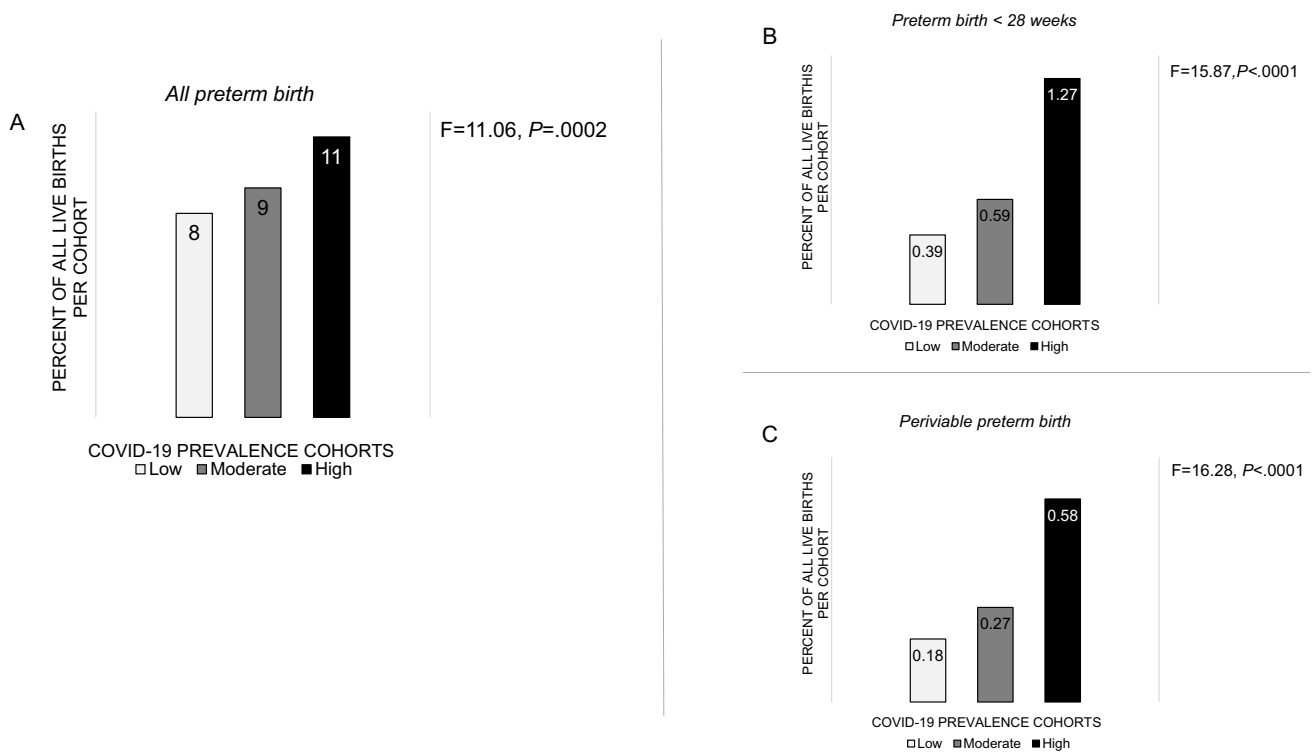 A
All preterm birth
F=11.06, P=.0002
PERCENT OF ALL LIVE BIRTHS
PER COHORT
8
9
11
COVID-19 PREVALENCE COHORTS
Low Moderate High
B
Preterm birth < 28 weeks
F=15.87,P<.0001
PERCENT OF ALL LIVE BIRTHIS
PER COHORT
0.39
0.59
1.27
COVID-19 PREVALENCE COHORTS
Low Moderate High
C
Periviable preterm birth
F=16.28, P<.0001
PERCENT OF ALL LIVE BIRTHS
PER COHORT
0.18
0.27
0.58
COVID-19 PREVALENCE COHORTS
Low Moderate High